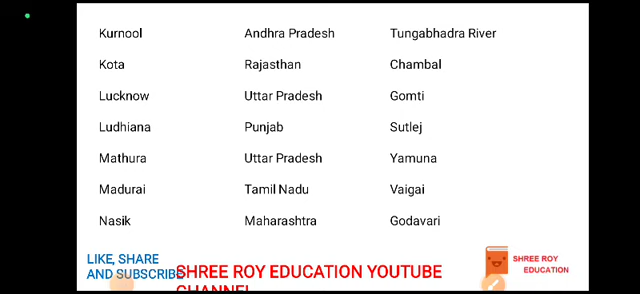 Kurnool Andhra Pradesh Tungabhadra River
Kota Rajasthan Chambal
Lucknow Uttar Pradesh Gomti
Ludhiana Punjab Sutlej
Mathura Uttar Pradesh Yamuna
Madurai Tamil Nadu Vaigai
Nasik Maharashtra Godavari
LIKE, SHARE
AND SUBSCRIBE
SHREE ROY EDUCATION YOUTUBE
CHANNEL
SHREE ROY
EDUCATION